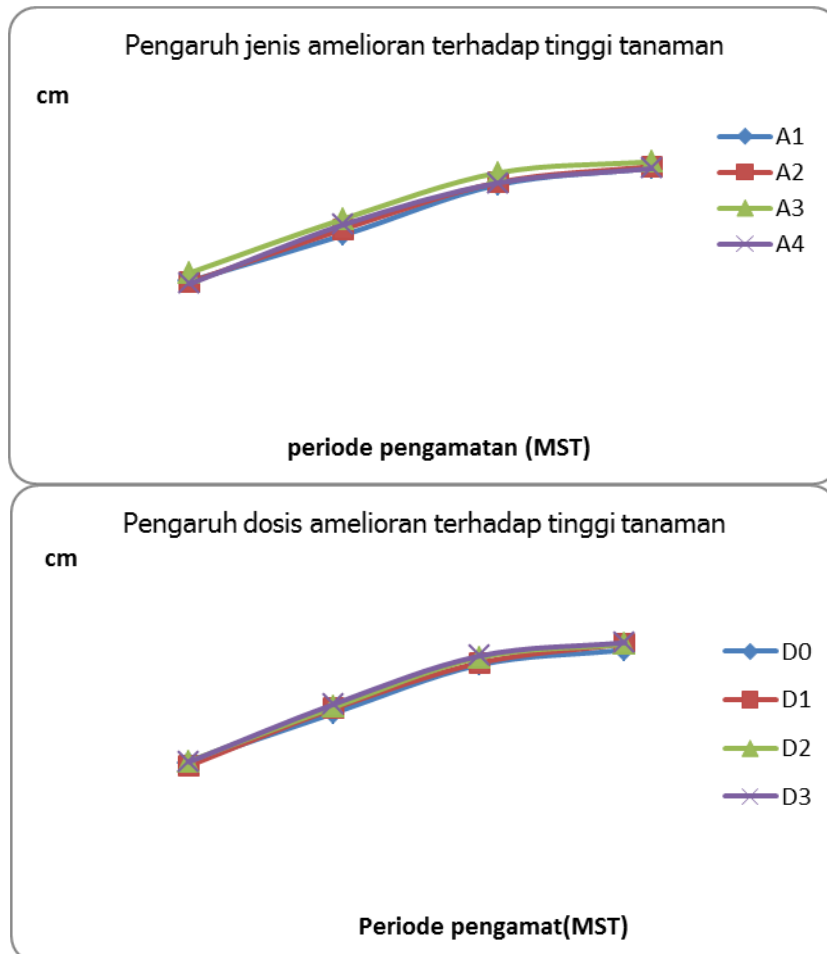 Pengaruh jenis amelioran terhadap tinggi tanaman
cm
A1
A2
A3
A4
periode pengamatan (MST)
Pengaruh dosis amelioran terhadap tinggi tanaman
cm
D0
D1
D2
D3
Periode pengamat(MST)